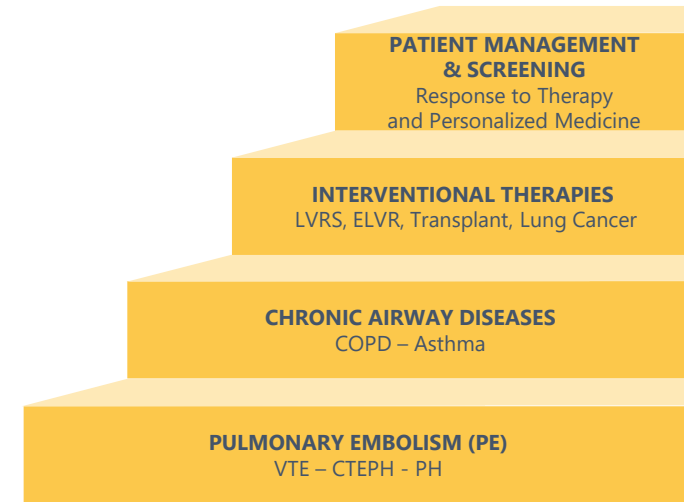 PATIENT MANAGEMENT
& SCREENING
Response to Therapy
and Personalized Medicine
INTERVENTIONAL THERAPIES
LVRS, ELVR, Transplant, Lung Cancer
CHRONIC AIRWAY DISEASES
COPD – Asthma
PULMONARY EMBOLISM (PE)
VTE – CTEPH - PH